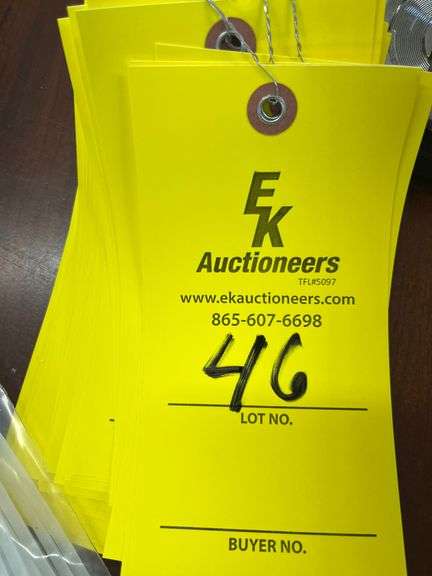 EK
Auctioneers
TFL#5097
www.ekauctioneers.com
865-607-6698
46
LOT NO.
BUYER NO.